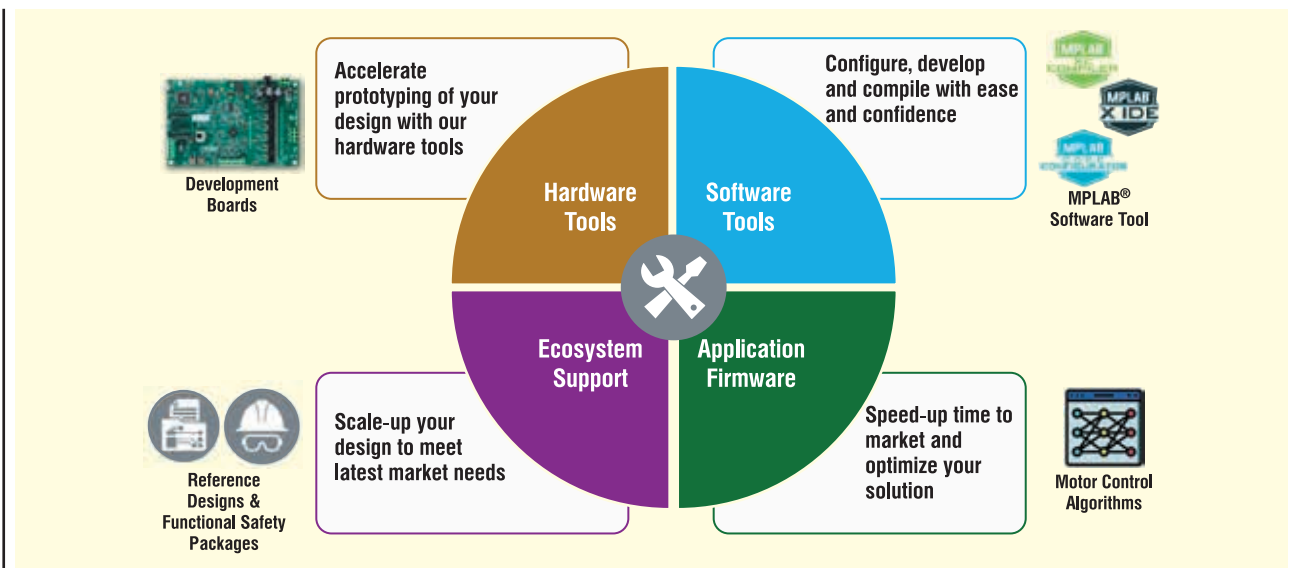 Accelerate
prototyping of your
design with our
hardware tools
Development
Boards
Hardware
Tools
Software
Tools
Configure, develop
and compile with ease
and confidence
MPLAB
COMPILER
MPLAB
X IDE
MPLAB
CODE
CONFIGURATOR
MPLAB®
Software Tool
Ecosystem
Support
Application
Firmware
Scale-up your
design to meet
latest market needs
Reference
Designs &
Functional Safety
Packages
Speed-up time to
market and
optimize your
solution
Motor Control
Algorithms